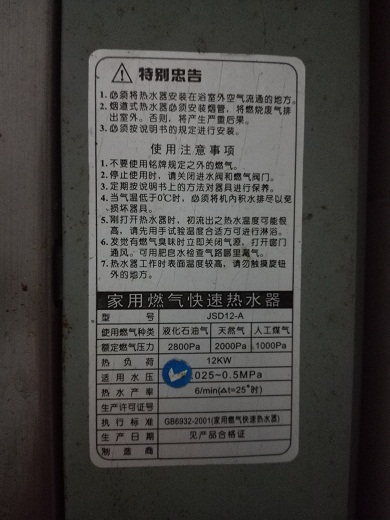 特别忠告
1. 必须将热水器安装在浴室外空气流通的地方。
2. 烟道式热水器必须安装烟管，将燃烧废气排
出室外。否则，将产生严重后果。
3. 必须按说明书的规定进行安装。
使用注意事项
1. 不要使用铭牌规定之外的燃气。
2. 停止使用时，请关闭进水阀和燃气阀门。
3. 定期按说明书上的方法对器具进行保养。
4. 当气温低于0℃时，必须将机内积水排尽以免
损坏器具。
5. 刚打开热水器时，初流出之热水温度可能很
高，请先用手试验温度合适方可进行淋浴。
6. 发觉有燃气臭味时立即关闭气源，打开窗门
通风。可用肥皂水检查气路哪里漏气。
7. 热水器工作时表面温度较高，请勿触摸旋纽
外的地方。
家用燃气快速热水器
型号 JSD12-A
使用燃气种类 液化石油气 天然气 人工煤气
额定燃气压力 2800Pa 2000Pa 1000Pa
热负荷 12KW
适用水压 .025~0.5MPa
热水产率 6/min(Δt=25°时)
生产许可证号
执行标准 GB6932-2001(家用燃气快速热水器)
生产日期 见产品合格证
制造商